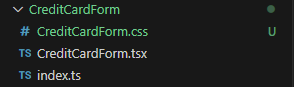 CreditCardForm
# CreditCardForm.css U
TS CreditCardForm.tsx
TS index.ts